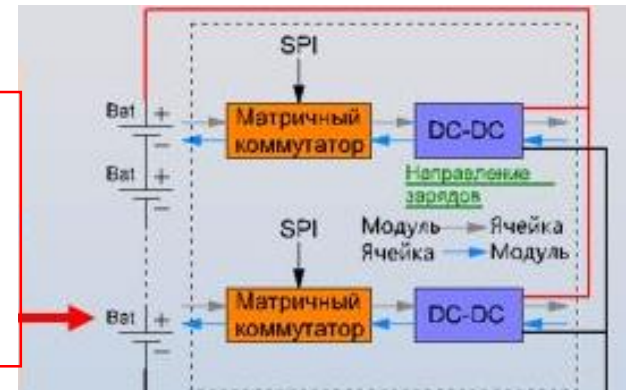 SPI
Bat +
Матричный
коммутатор
DC-DC
Bat +
Направление
зарядов
SPI
Модуль Ячейка
Ячейка Модуль
Bat +
Матричный
коммутатор
DC-DC